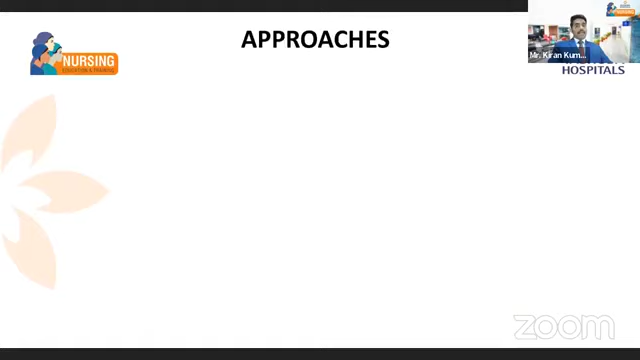 APPROACHES
NURSING
EDUCATION & TRAINING
Mr. Kiran Kum...
HOSPITALS
zoom